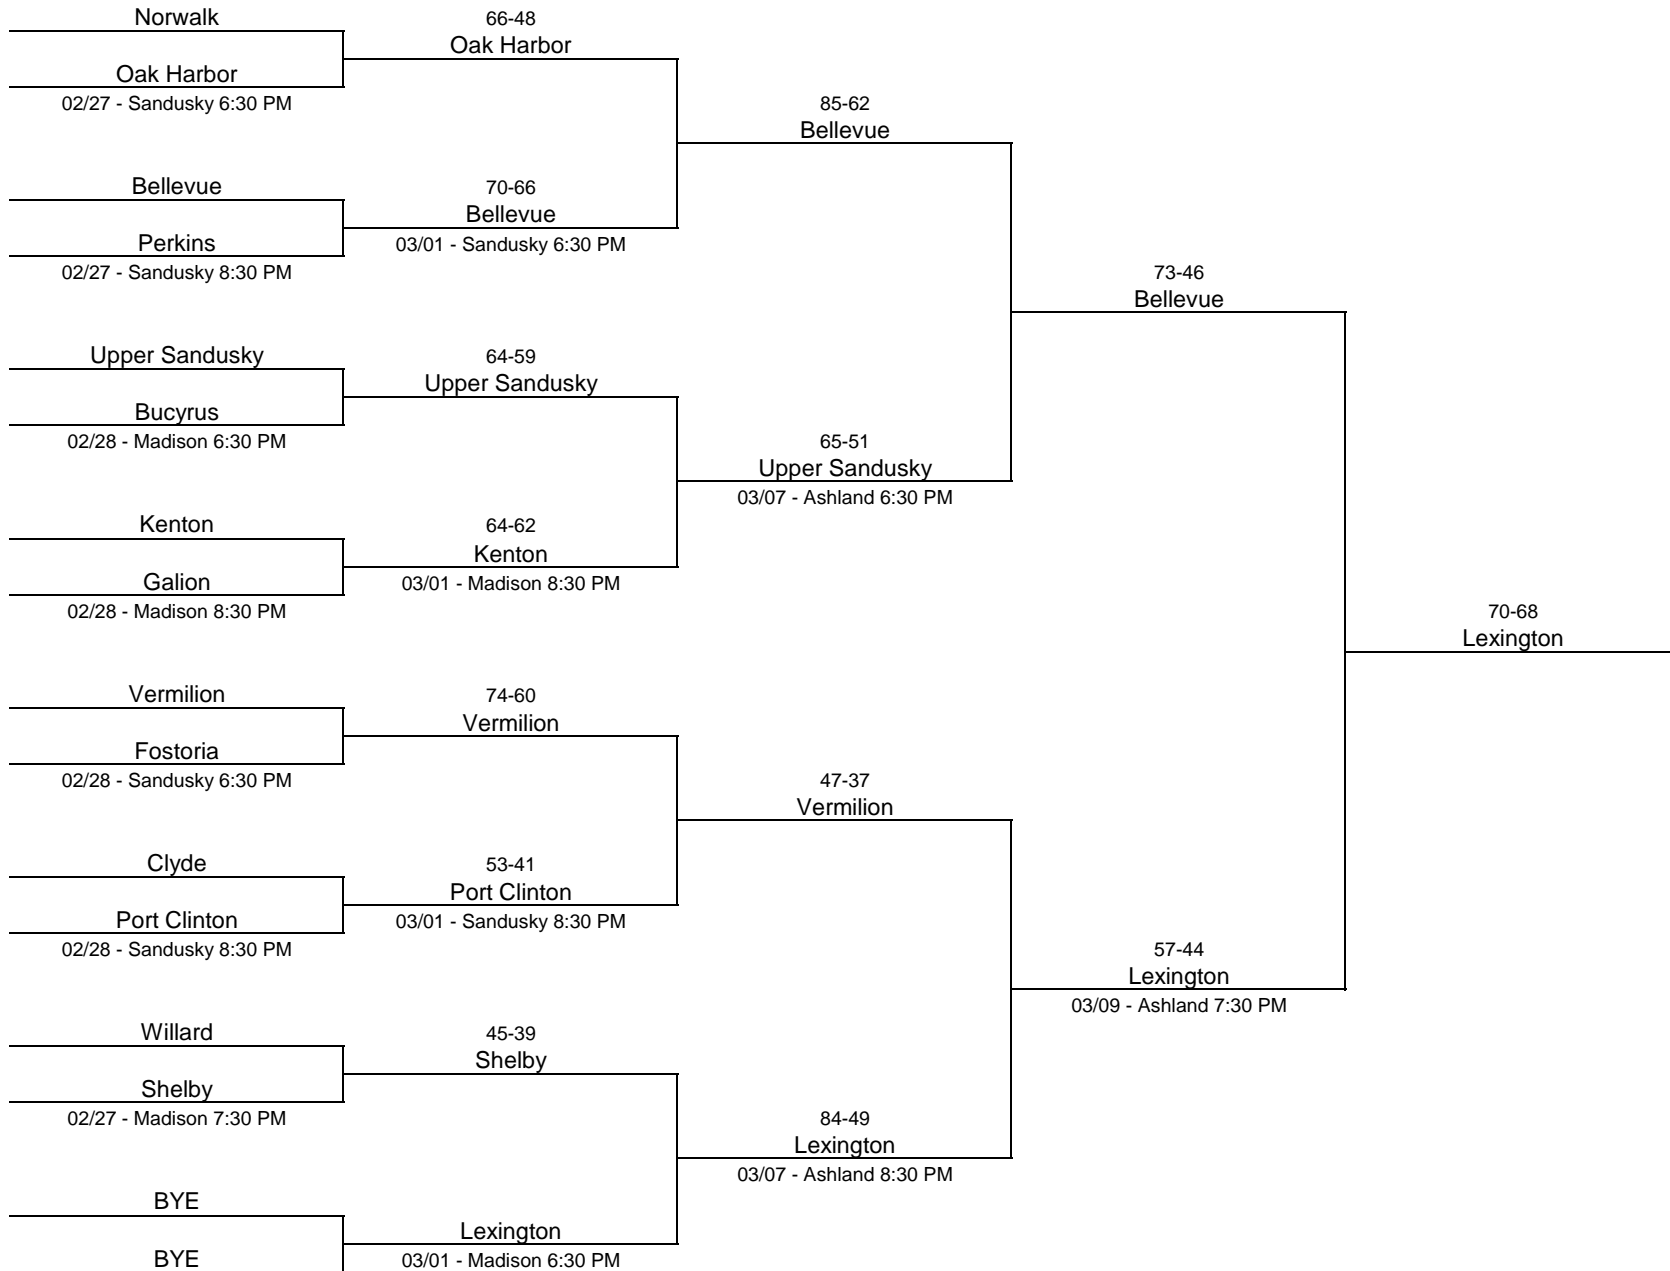 Norwalk
66-48
Oak Harbor
Oak Harbor
02/27 - Sandusky 6:30 PM
85-62
Bellevue
Bellevue
70-66
Bellevue
Perkins
03/01 - Sandusky 6:30 PM
02/27 - Sandusky 8:30 PM
73-46
Bellevue
Upper Sandusky
64-59
Upper Sandusky
Bucyrus
02/28 - Madison 6:30 PM
65-51
Upper Sandusky
03/07 - Ashland 6:30 PM
Kenton
64-62
Kenton
Galion
03/01 - Madison 8:30 PM
02/28 - Madison 8:30 PM
70-68
Lexington
Vermilion
74-60
Vermilion
Fostoria
02/28 - Sandusky 6:30 PM
47-37
Vermilion
Clyde
53-41
Port Clinton
Port Clinton
03/01 - Sandusky 8:30 PM
02/28 - Sandusky 8:30 PM
57-44
Lexington
03/09 - Ashland 7:30 PM
Willard
45-39
Shelby
Shelby
02/27 - Madison 7:30 PM
84-49
Lexington
03/07 - Ashland 8:30 PM
BYE
Lexington
BYE
03/01 - Madison 6:30 PM